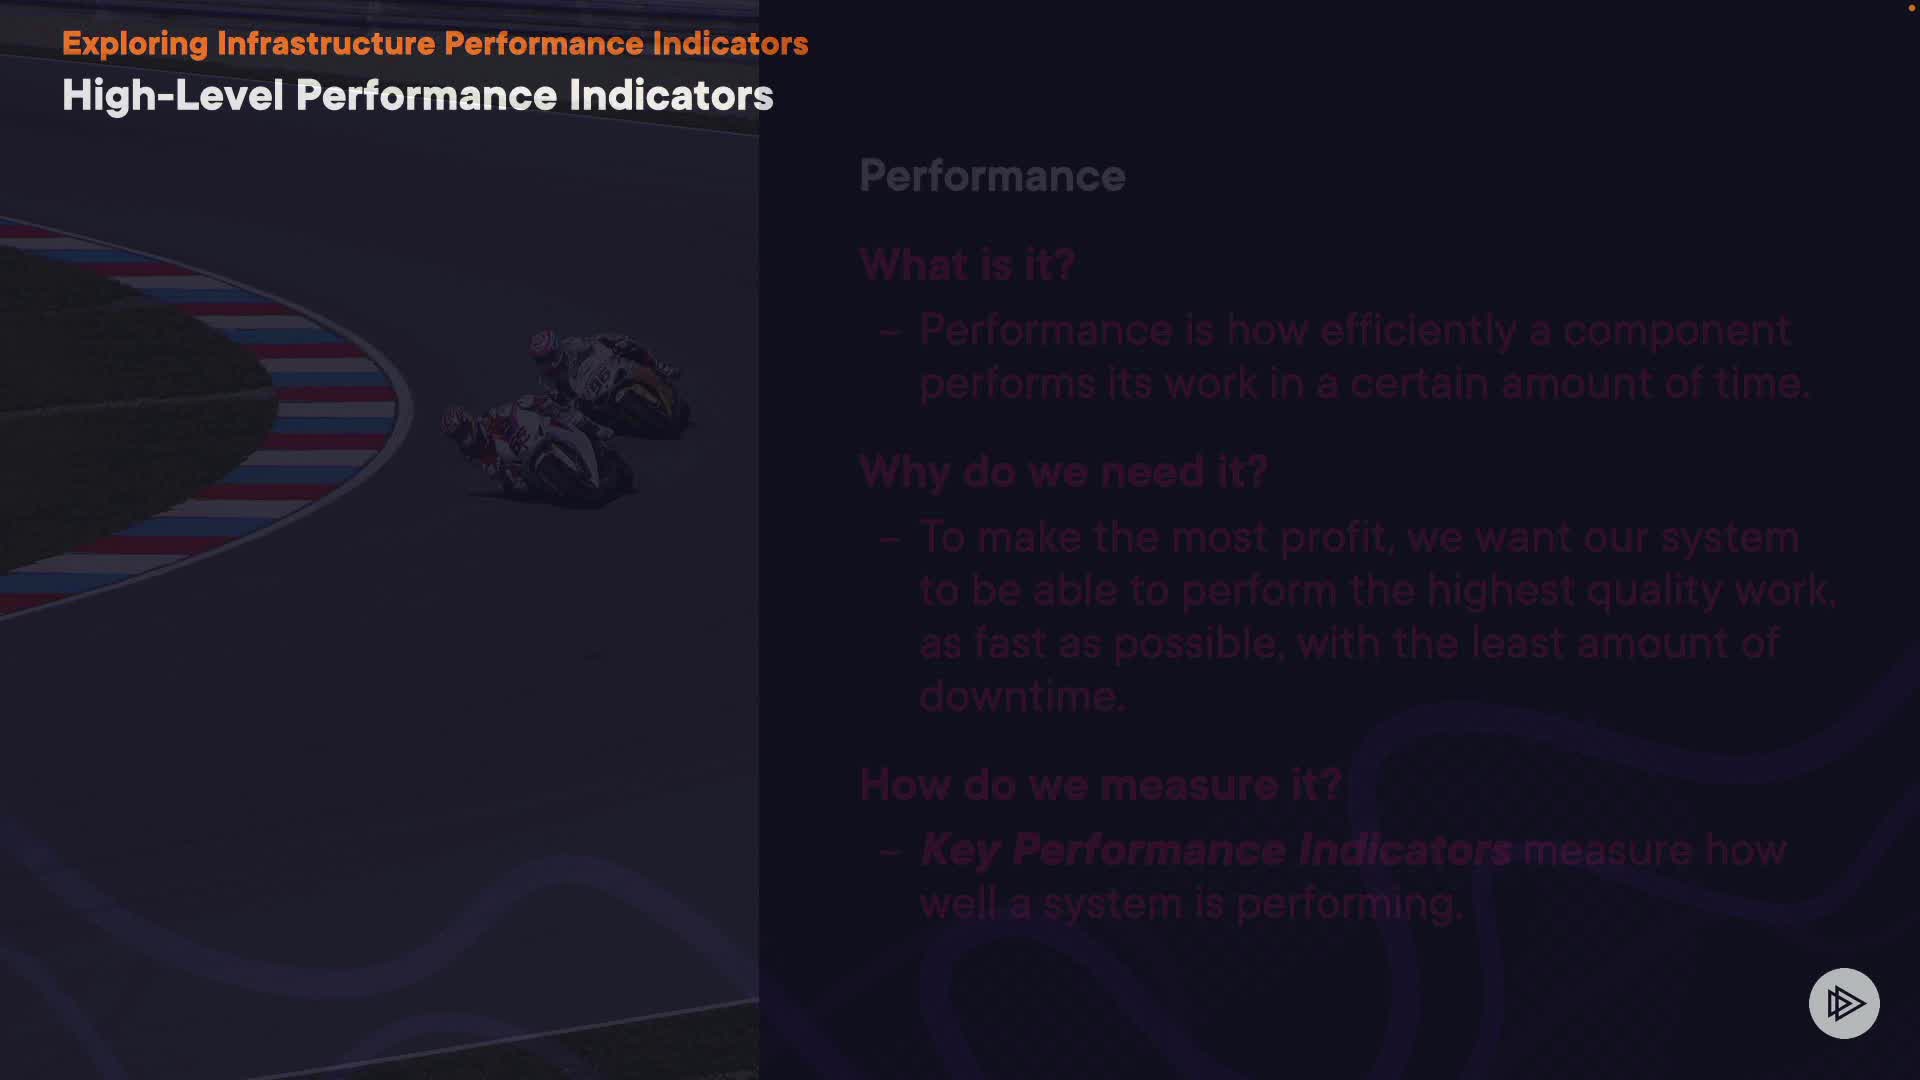 Exploring Infrastructure Performance Indicators
High-Level Performance Indicators
Performance
What is it?
– Performance is how efficiently a component
performs its work in a certain amount of time.
Why do we need it?
– To make the most profit, we want our system
to be able to perform the highest quality work,
as fast as possible, with the least amount of
downtime.
How do we measure it?
– Key Performance Indicators measure how
well a system is performing.